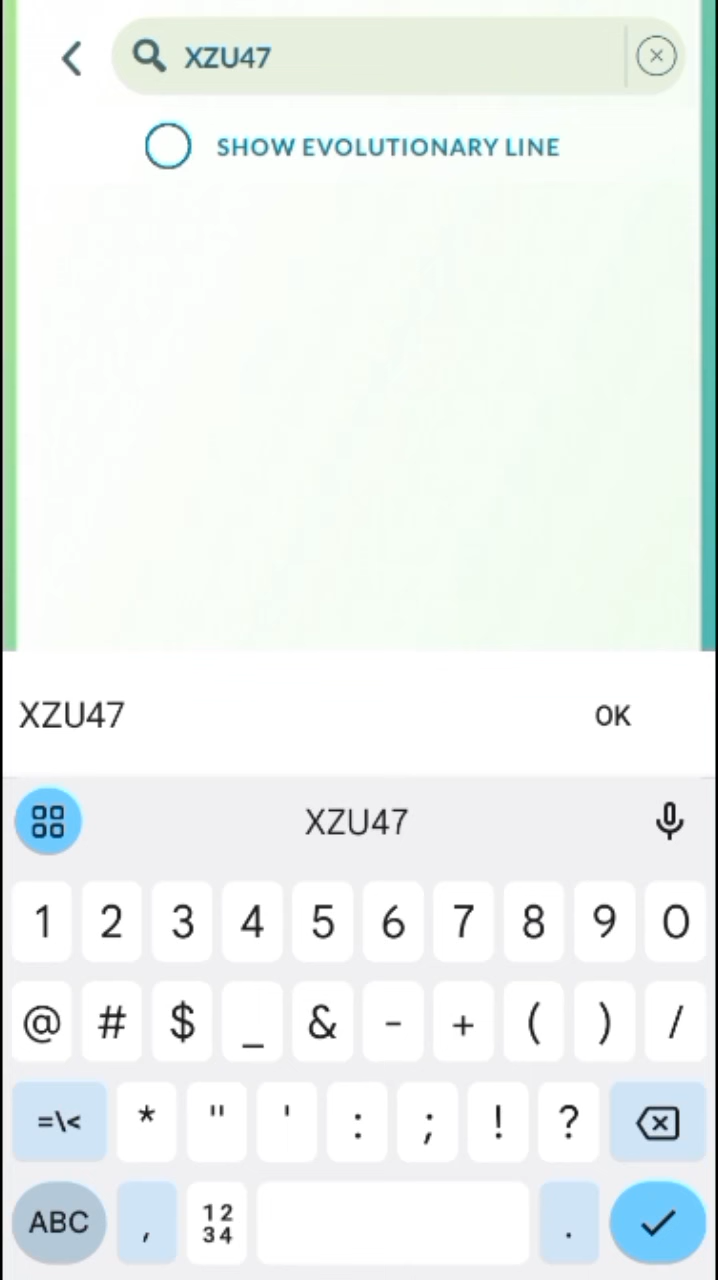 XZU47
SHOW EVOLUTIONARY LINE
XZU47 OK
XZU47
1 2 3 4 5 6 7 8 9 0
@ # $ _ & - + ( ) /
=\< * " ' : ; ! ?
ABC , 12 34 .